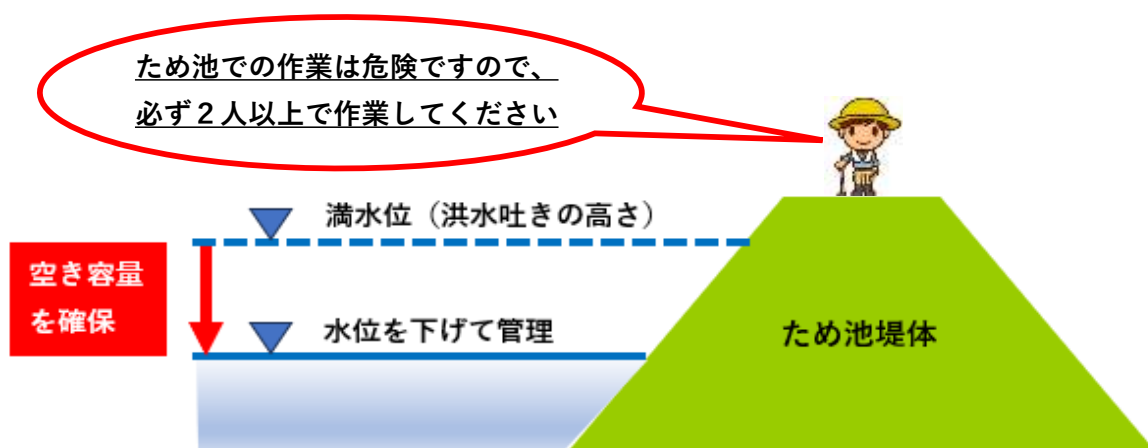 ため池での作業は危険ですので、
必ず２人以上で作業してください
満水位（洪水吐きの高さ）
空き容量
を確保
水位を下げて管理
ため池堤体